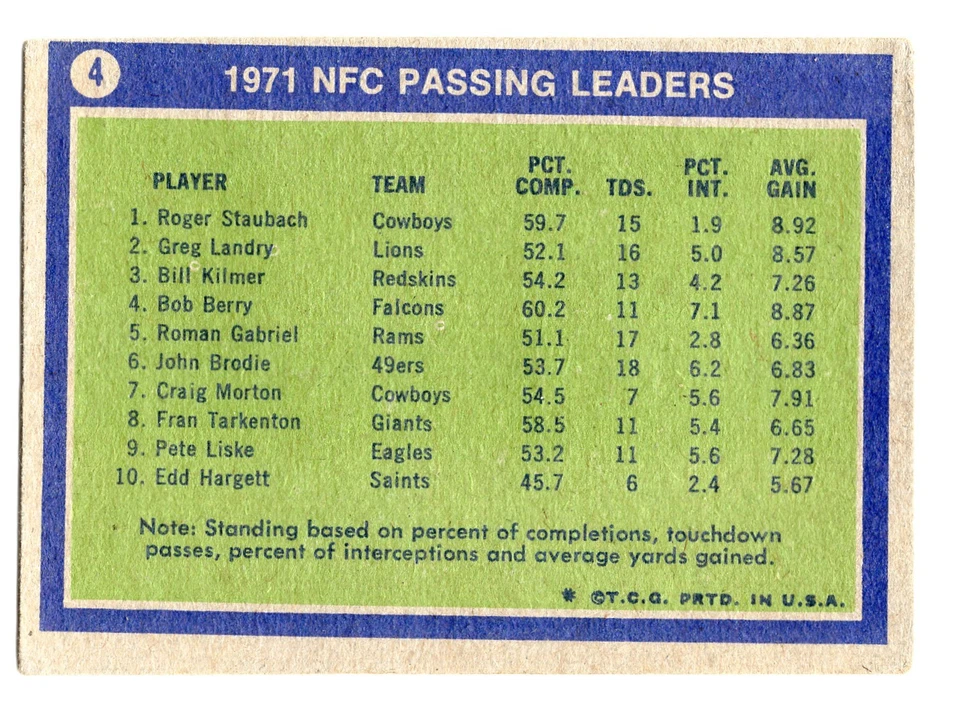 4
1971 NFC PASSING LEADERS
PLAYER TEAM PCT. COMP. TDS. PCT. INT. AVG. GAIN
1. Roger Staubach Cowboys 59.7 15 1.9 8.92
2. Greg Landry Lions 52.1 16 5.0 8.57
3. Bill Kilmer Redskins 54.2 13 4.2 7.26
4. Bob Berry Falcons 60.2 11 7.1 8.87
5. Roman Gabriel Rams 51.1 17 2.8 6.36
6. John Brodie 49ers 53.7 18 6.2 6.83
7. Craig Morton Cowboys 54.5 7 5.6 7.91
8. Fran Tarkenton Giants 58.5 11 5.4 6.65
9. Pete Liske Eagles 53.2 11 5.6 7.28
10. Edd Hargett Saints 45.7 6 2.4 5.67
Note: Standing based on percent of completions, touchdown
passes, percent of interceptions and average yards gained.
* ©T.C.G. PRTD. IN U.S.A.